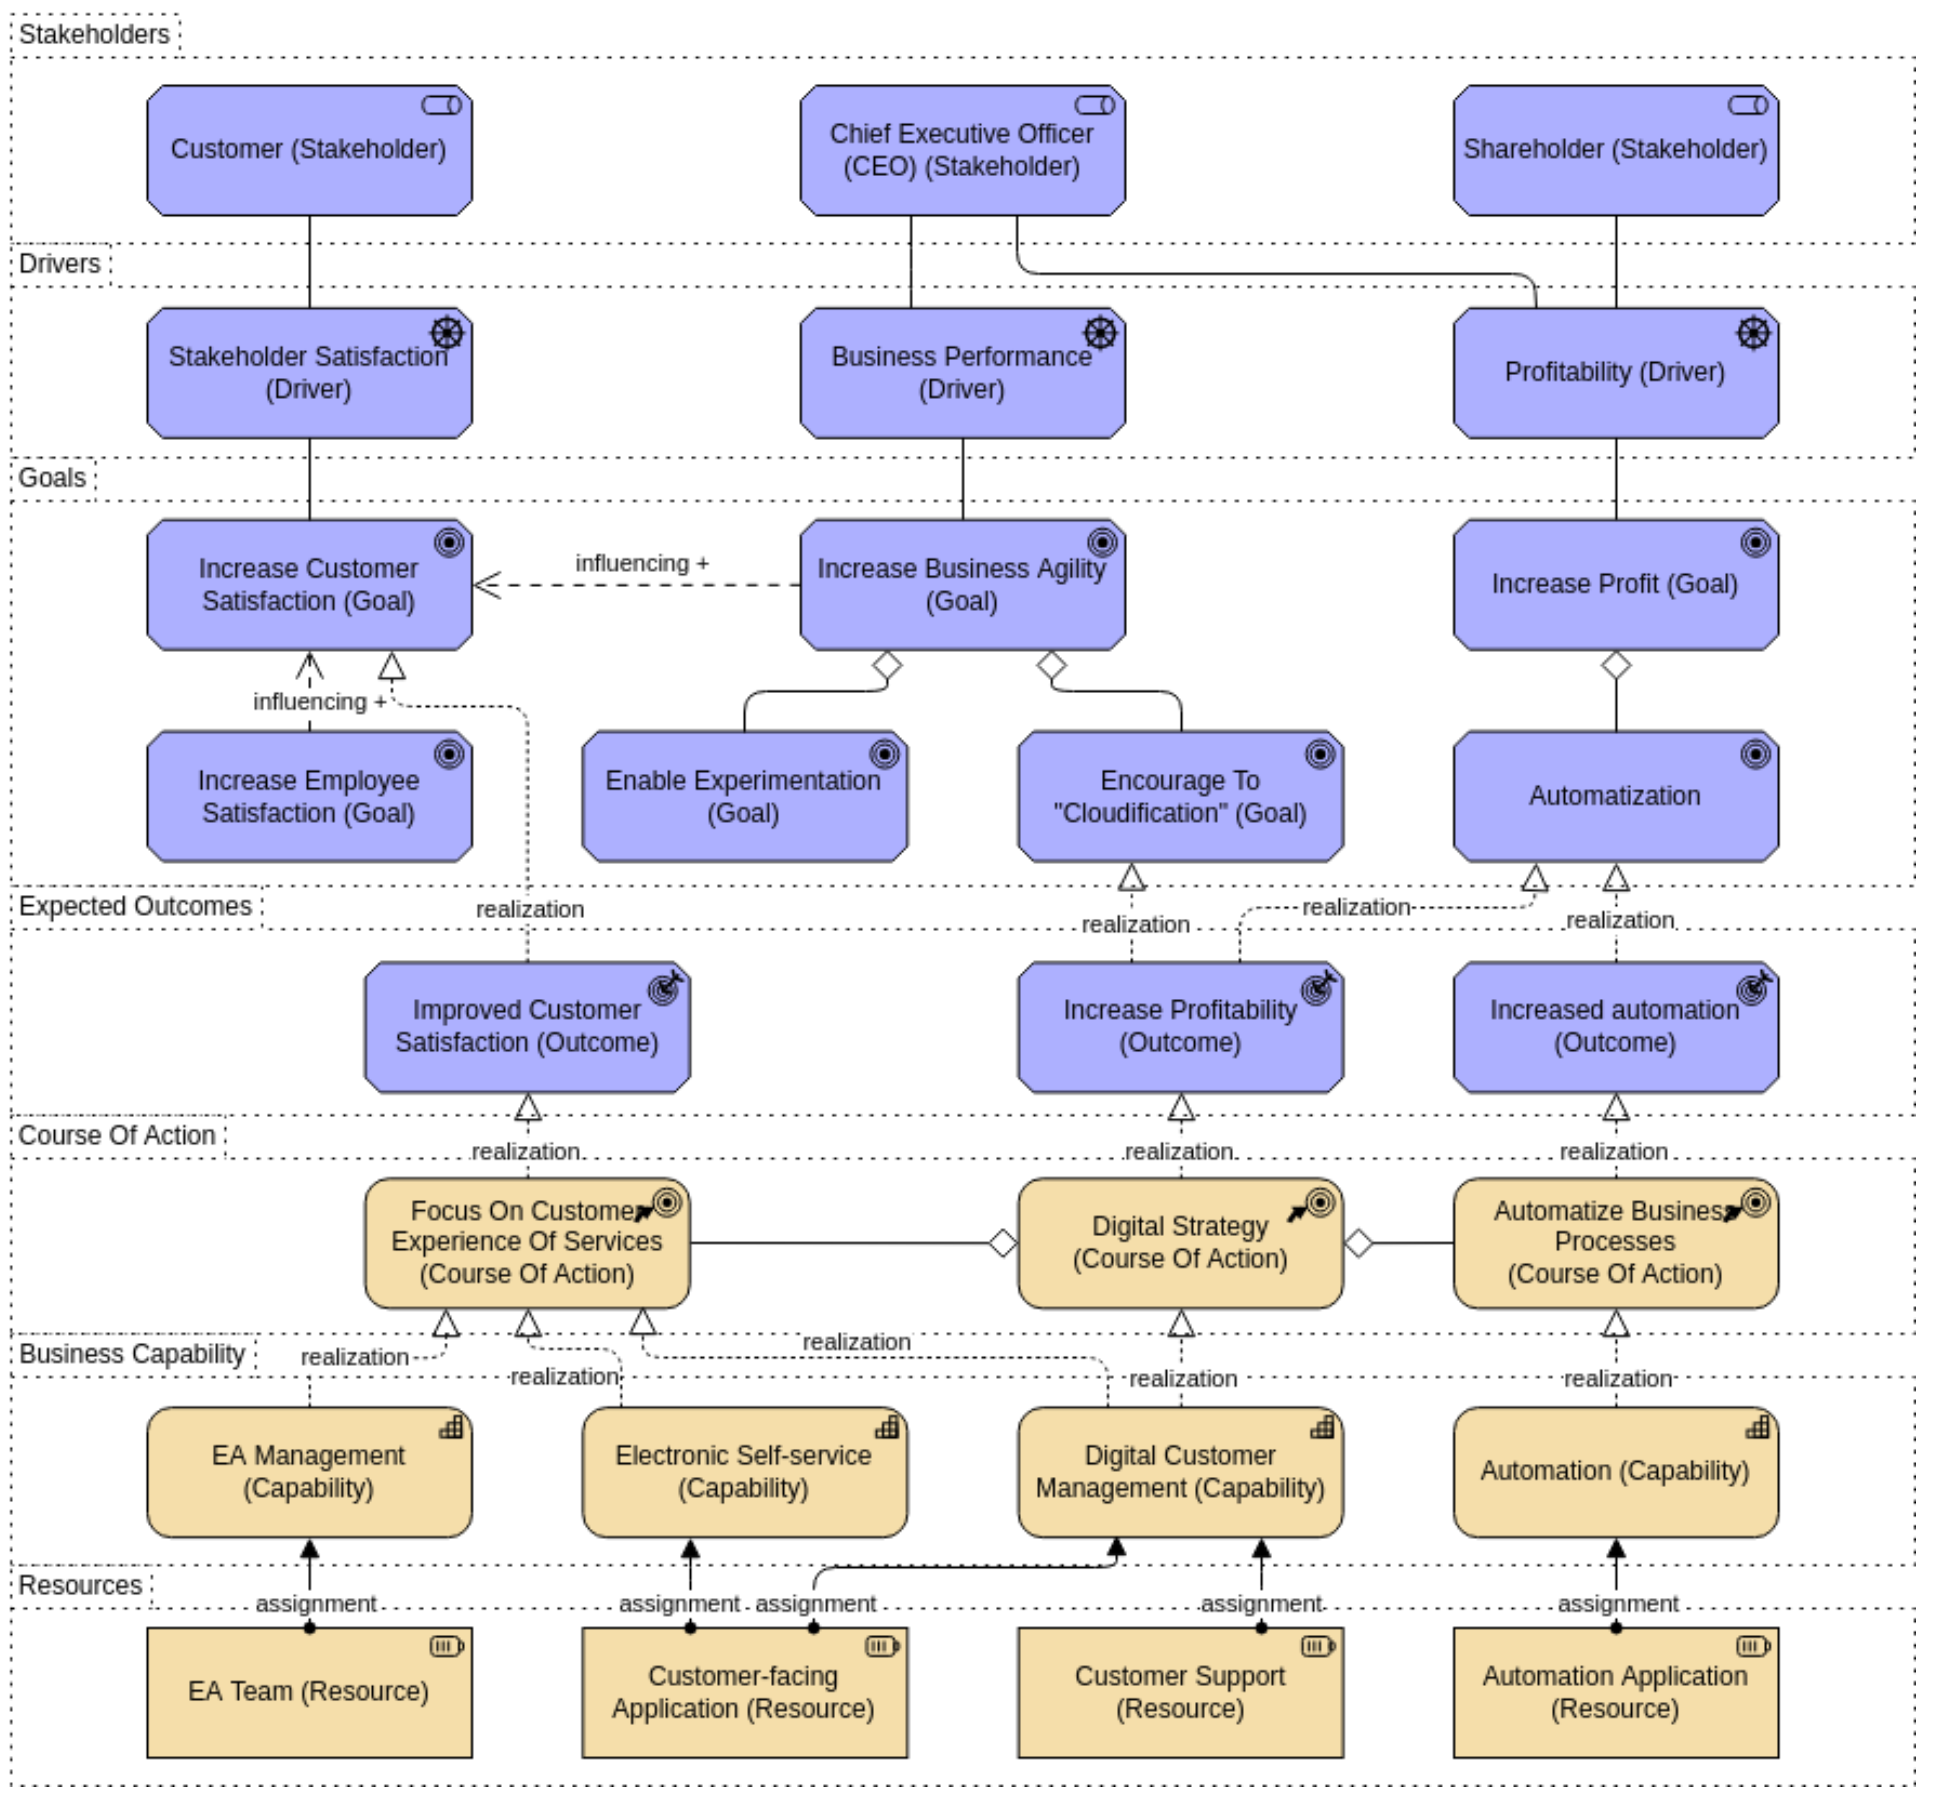 Stakeholders
Customer (Stakeholder)
Chief Executive Officer
(CEO) (Stakeholder)
Shareholder (Stakeholder)
Drivers
Stakeholder Satisfaction
(Driver)
Business Performance
(Driver)
Profitability (Driver)
Goals
Increase Customer
Satisfaction (Goal)
influencing +
Increase Business Agility
(Goal)
Increase Profit (Goal)
influencing +
Increase Employee
Satisfaction (Goal)
Enable Experimentation
(Goal)
Encourage To
"Cloudification" (Goal)
Automatization
Expected Outcomes
realization
realization
realization
realization
Improved Customer
Satisfaction (Outcome)
Increase Profitability
(Outcome)
Increased automation
(Outcome)
Course Of Action
realization
realization
realization
Focus On Customer
Experience Of Services
(Course Of Action)
Digital Strategy
(Course Of Action)
Automatize Business
Processes
(Course Of Action)
Business Capability
realization
realization
realization
realization
realization
EA Management
(Capability)
Electronic Self-service
(Capability)
Digital Customer
Management (Capability)
Automation (Capability)
Resources
assignment
assignment
assignment
assignment
assignment
EA Team (Resource)
Customer-facing
Application (Resource)
Customer Support
(Resource)
Automation Application
(Resource)